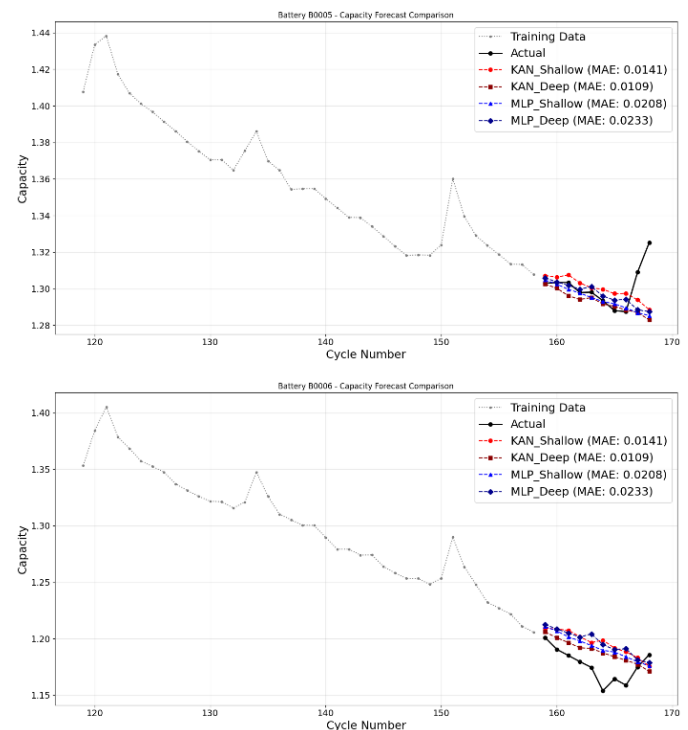 Battery B0005 - Capacity Forecast Comparison
1.44
1.42
1.40
1.38
1.36
1.34
1.32
1.30
1.28
Capacity
Training Data
Actual
KAN_Shallow (MAE: 0.0141)
KAN_Deep (MAE: 0.0109)
MLP_Shallow (MAE: 0.0208)
MLP_Deep (MAE: 0.0233)
120 130 140 150 160 170
Cycle Number
Battery B0006 - Capacity Forecast Comparison
1.40
1.35
1.30
1.25
1.20
1.15
Capacity
Training Data
Actual
KAN_Shallow (MAE: 0.0141)
KAN_Deep (MAE: 0.0109)
MLP_Shallow (MAE: 0.0208)
MLP_Deep (MAE: 0.0233)
120 130 140 150 160 170
Cycle Number